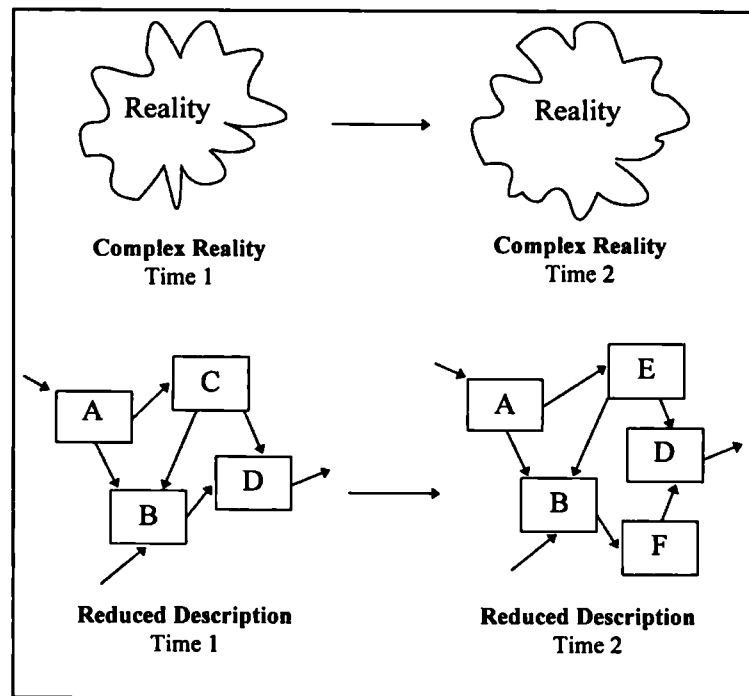 Reality
Reality
Complex Reality
Time 1
Complex Reality
Time 2
A
C
B
D
A
E
B
D
F
Reduced Description
Time 1
Reduced Description
Time 2